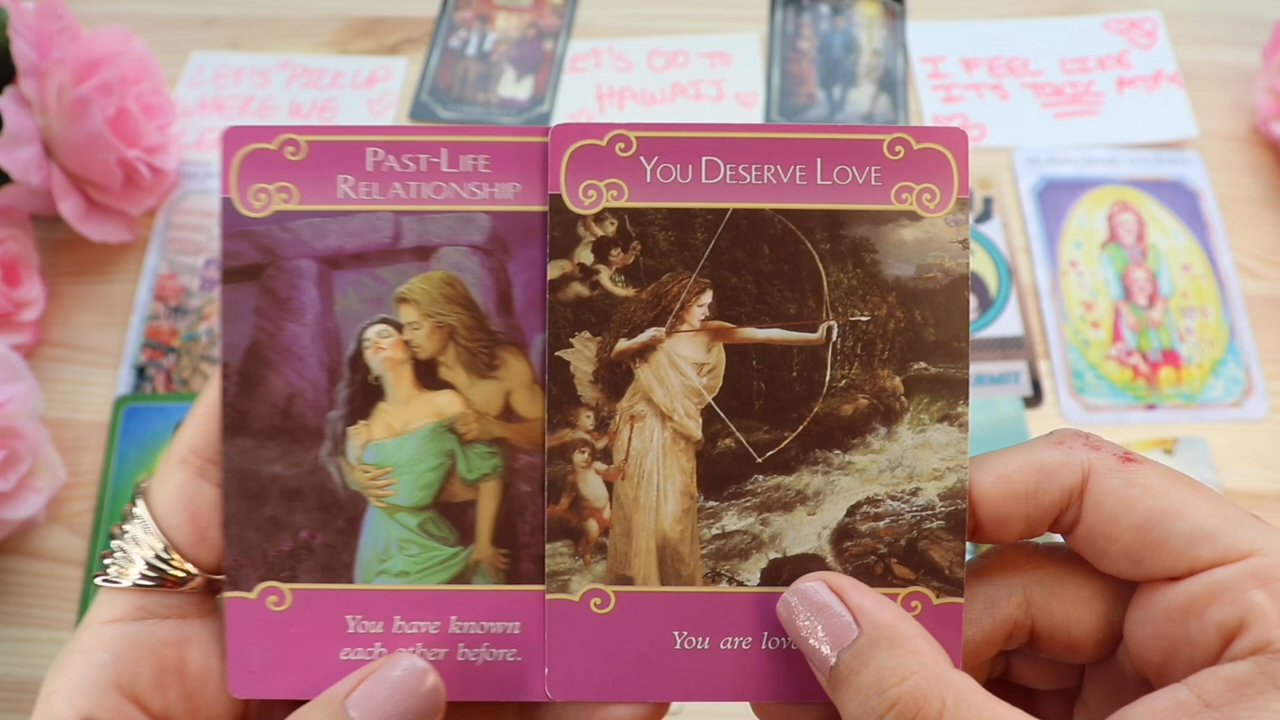 LET'S PICK UP
WHERE WE
LET'S GO TO
HAWAII
I FEEL LIKE
IT'S TOXIC
PAST-LIFE
RELATIONSHIP
YOU DESERVE LOVE
You have known
each other before.
You are